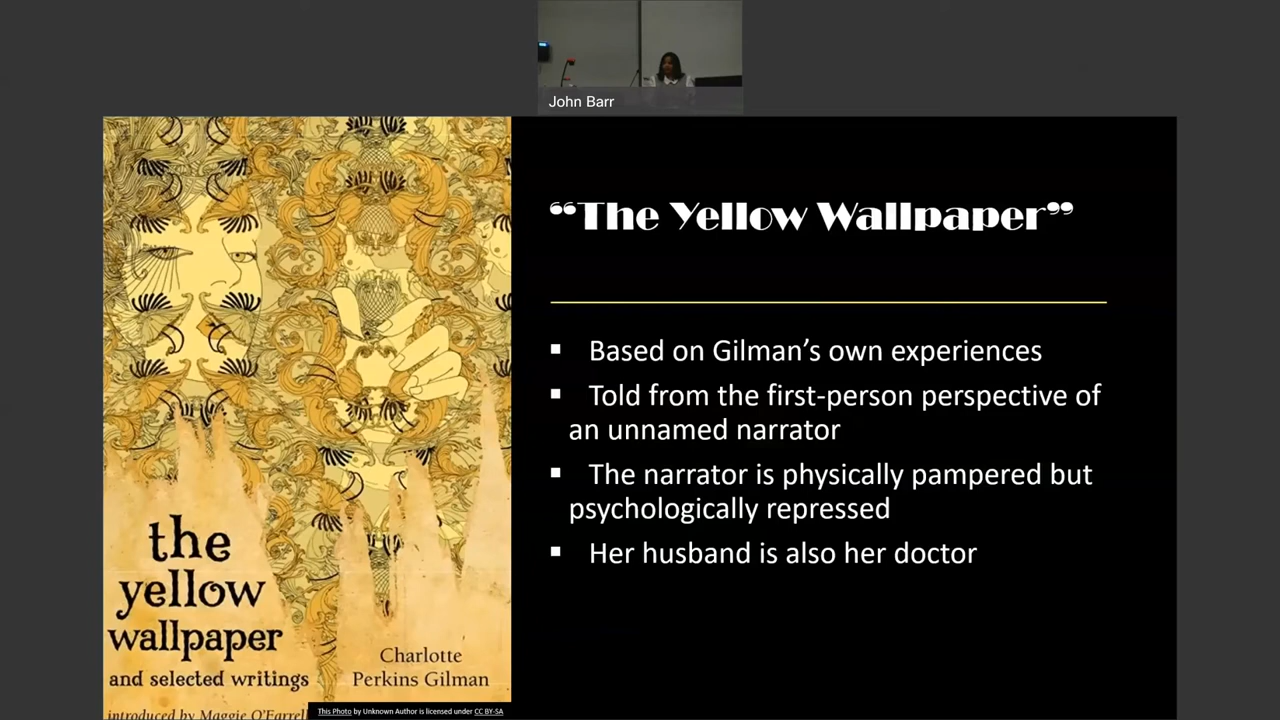 John Barr
“The Yellow Wallpaper”
▪ Based on Gilman’s own experiences
▪ Told from the first-person perspective of
an unnamed narrator
▪ The narrator is physically pampered but
psychologically repressed
▪ Her husband is also her doctor
the
yellow
wallpaper
and selected writings
Charlotte
Perkins Gilman
introduced by Maggie O'Farrell
This Photo by Unknown Author is licensed under CC BY-SA